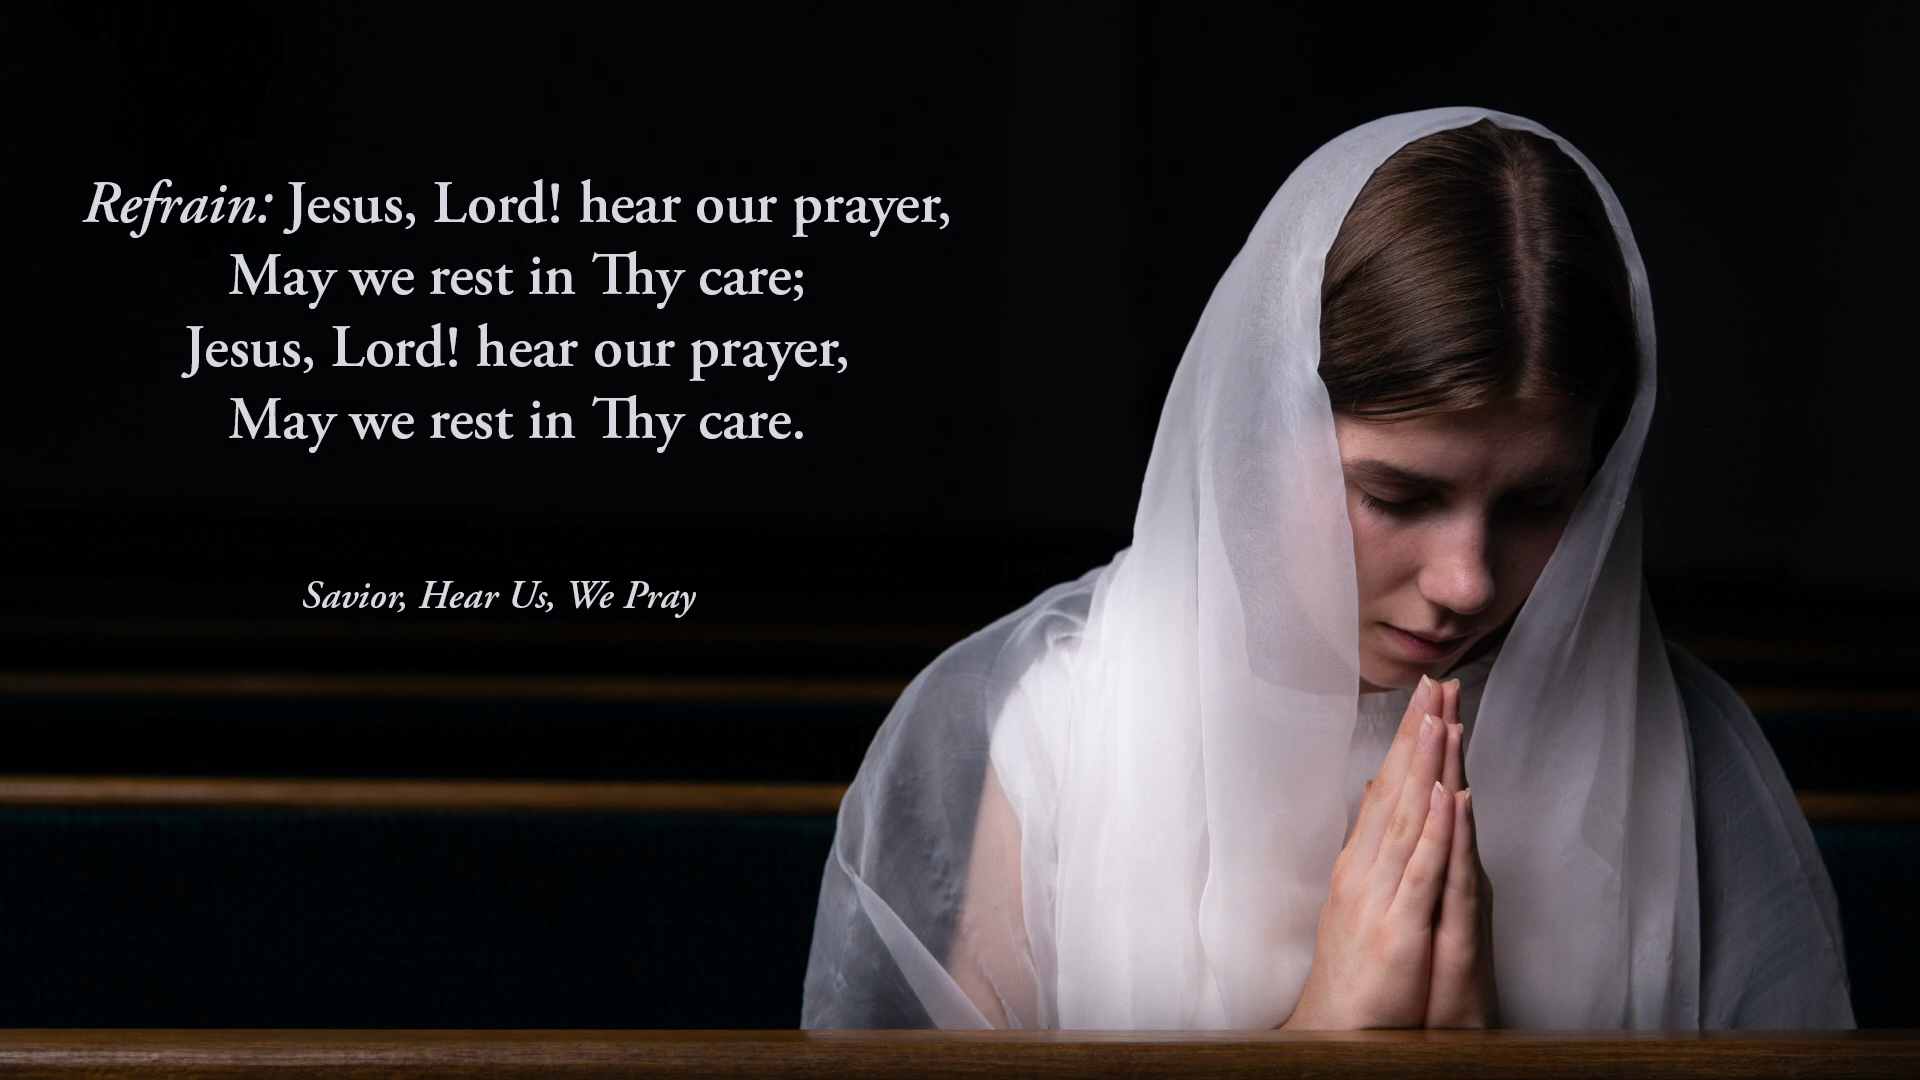 Refrain: Jesus, Lord! hear our prayer,
May we rest in Thy care;
Jesus, Lord! hear our prayer,
May we rest in Thy care.
Savior, Hear Us, We Pray